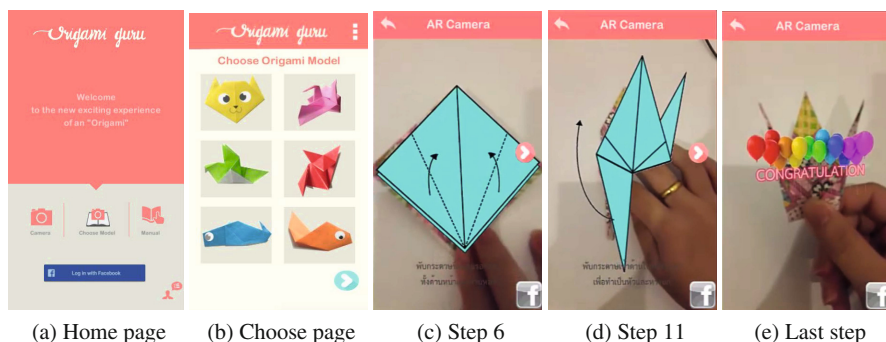 Origami guru
Welcome
to the new exciting experience
of an "Origami"
Camera
Choose Model
Manual
f
Log in with Facebook
(a) Home page
Origami guru
Choose Origami Model
(b) Choose page
AR Camera
f
(c) Step 6
AR Camera
f
(d) Step 11
AR Camera
CONGRATULATION
f
(e) Last step